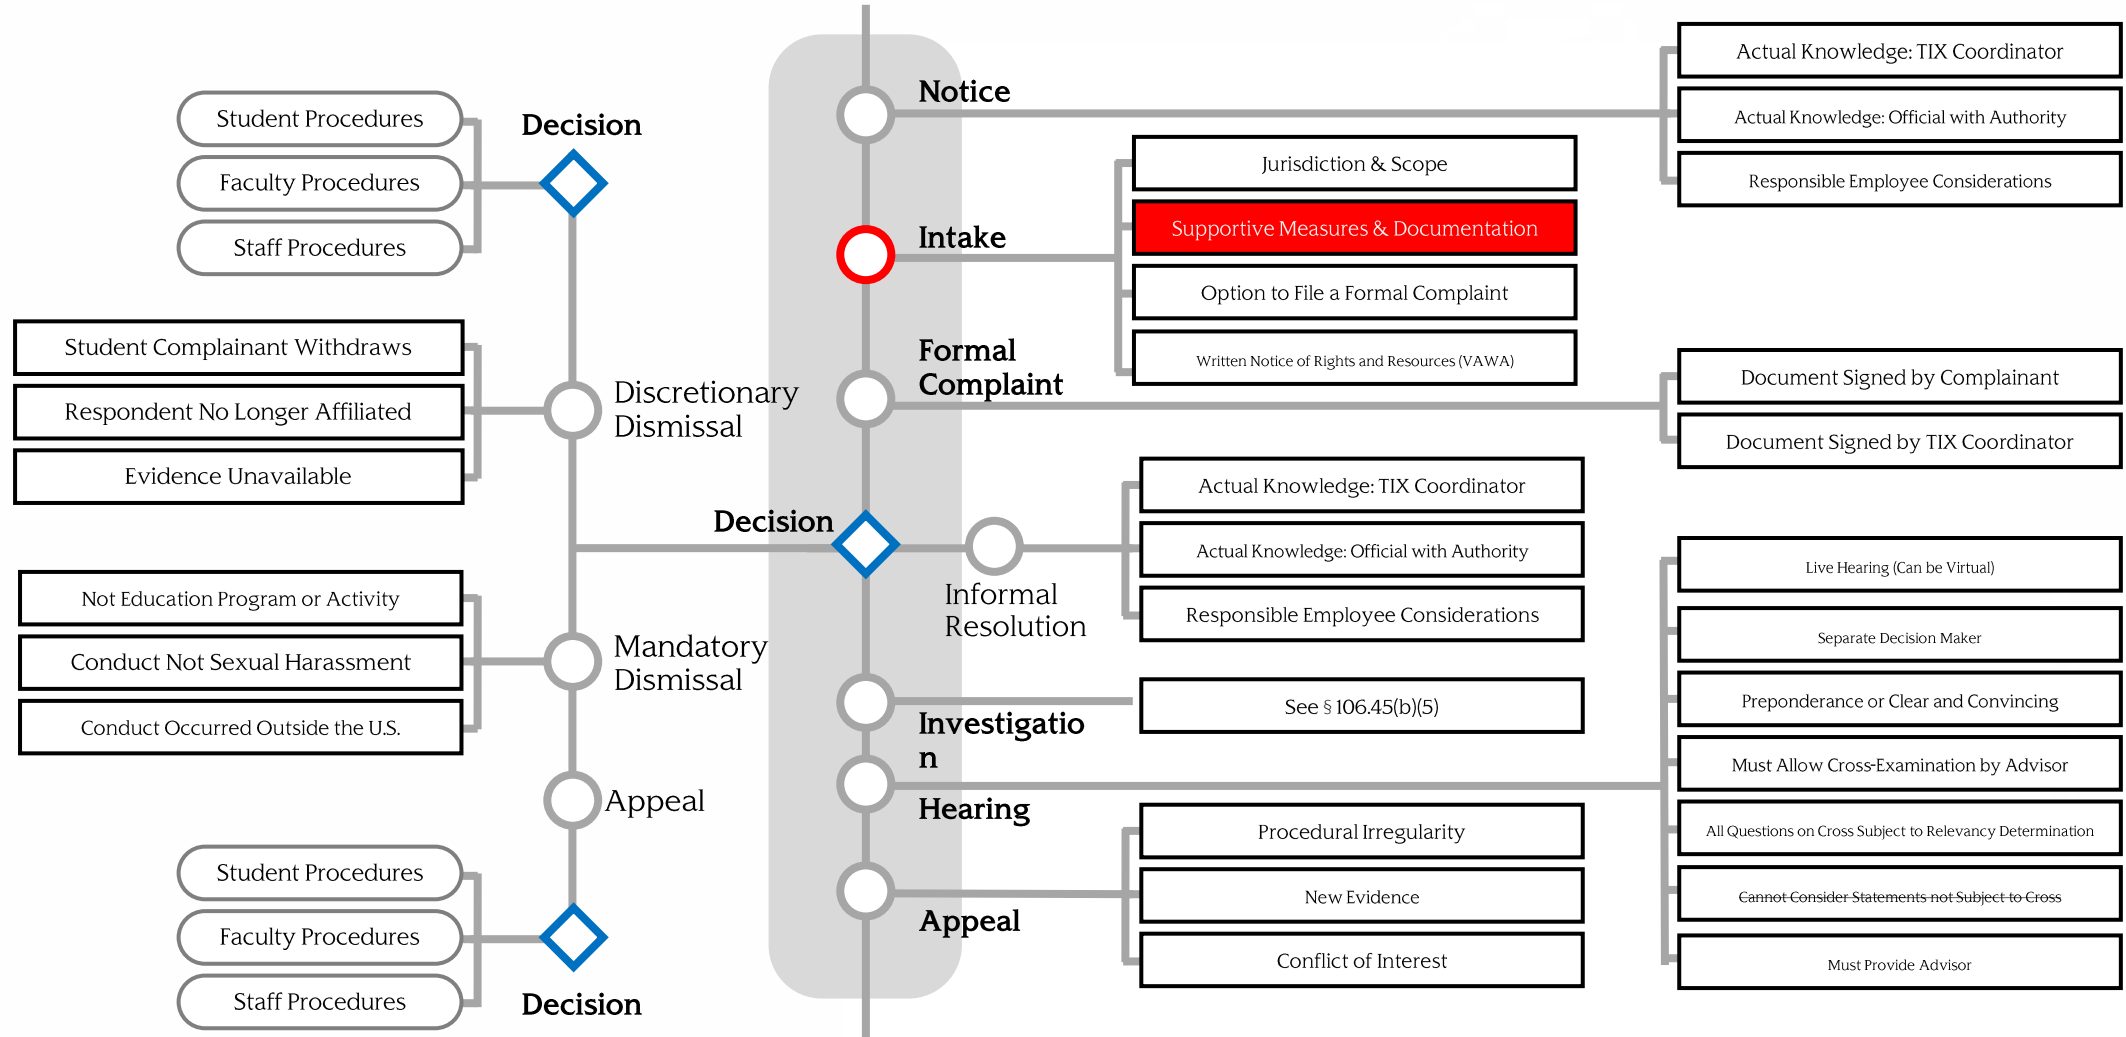 Notice
Actual Knowledge: TIX Coordinator
Actual Knowledge: Official with Authority
Responsible Employee Considerations
Intake
Jurisdiction & Scope
Supportive Measures & Documentation
Option to File a Formal Complaint
Written Notice of Rights and Resources (VAWA)
Formal
Complaint
Document Signed by Complainant
Document Signed by TIX Coordinator
Decision
Informal
Resolution
Actual Knowledge: TIX Coordinator
Actual Knowledge: Official with Authority
Responsible Employee Considerations
Investigatio
n
See § 106.45(b)(5)
Hearing
Live Hearing (Can be Virtual)
Separate Decision Maker
Preponderance or Clear and Convincing
Must Allow Cross-Examination by Advisor
All Questions on Cross Subject to Relevancy Determination
Cannot Consider Statements not Subject to Cross
Must Provide Advisor
Appeal
Procedural Irregularity
New Evidence
Conflict of Interest
Decision
Student Procedures
Faculty Procedures
Staff Procedures
Discretionary
Dismissal
Student Complainant Withdraws
Respondent No Longer Affiliated
Evidence Unavailable
Mandatory
Dismissal
Not Education Program or Activity
Conduct Not Sexual Harassment
Conduct Occurred Outside the U.S.
Appeal
Student Procedures
Faculty Procedures
Staff Procedures
Decision